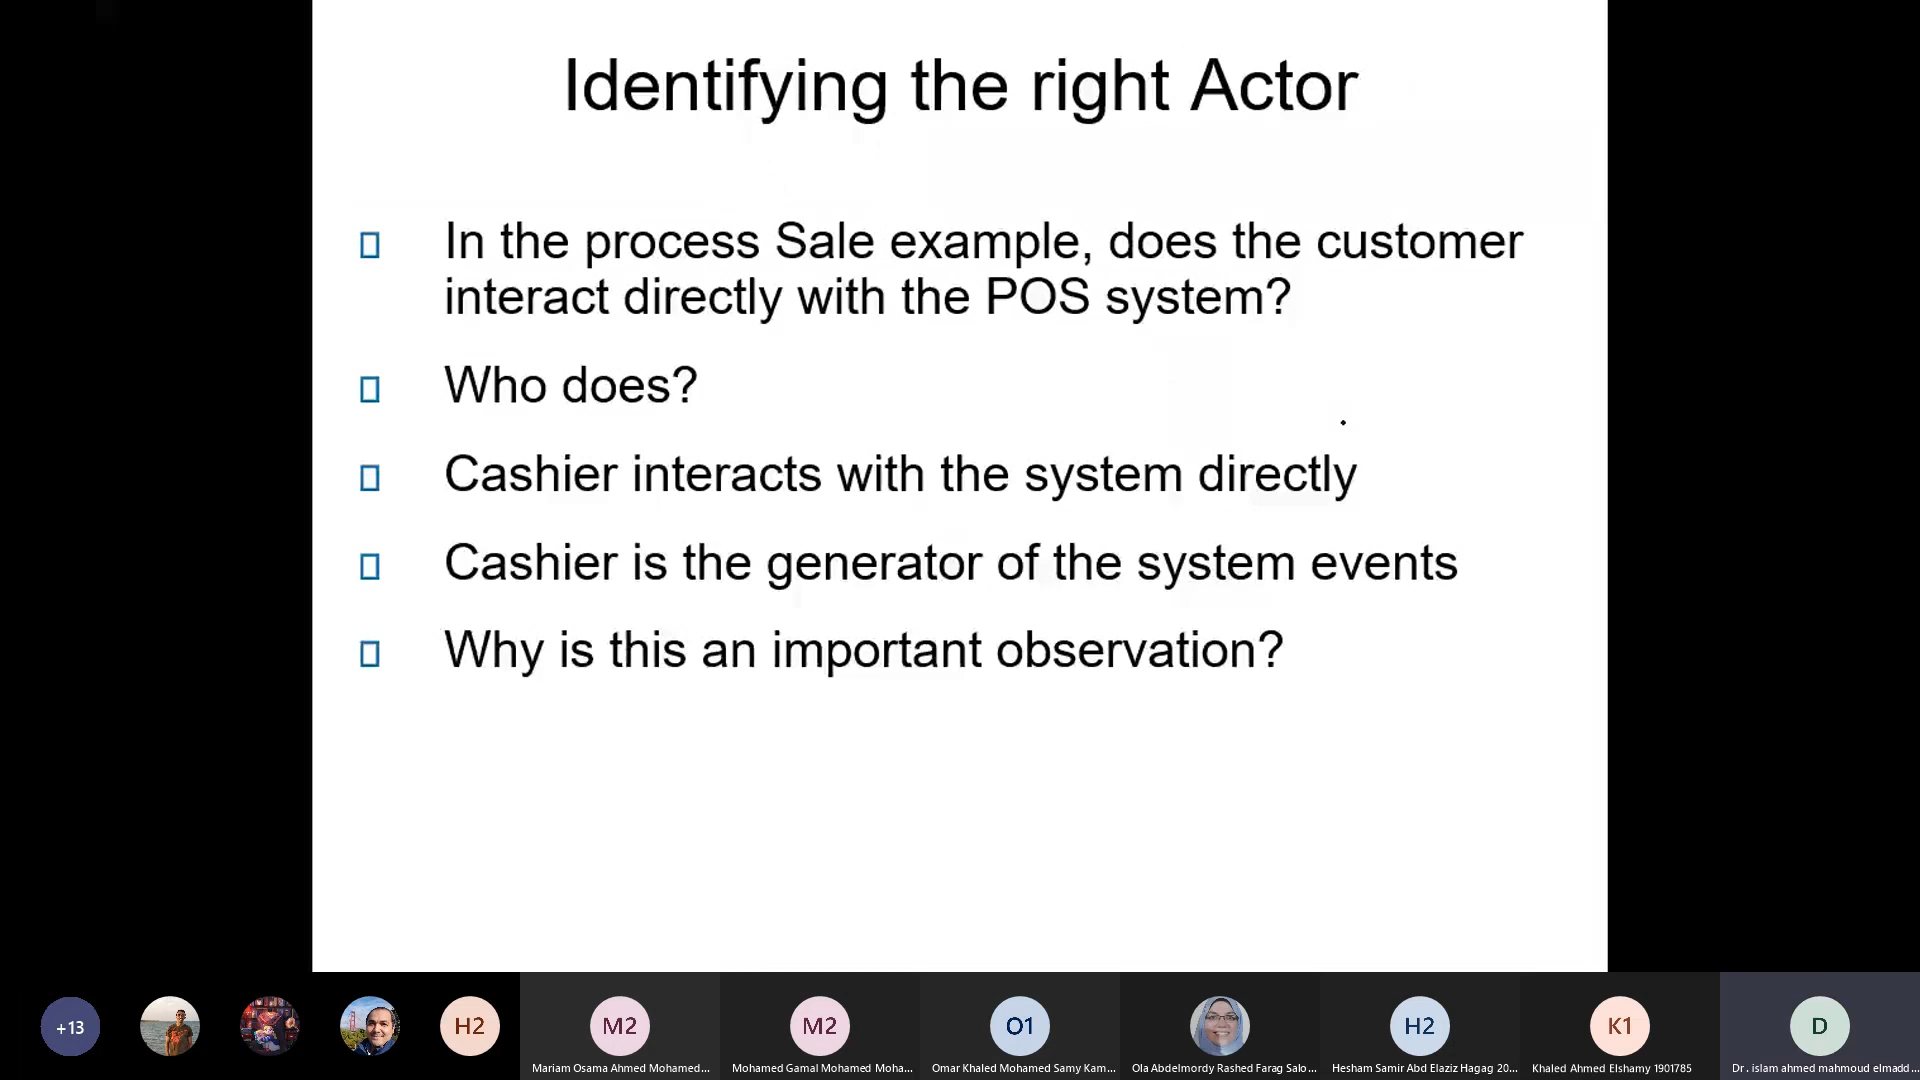 Identifying the right Actor
In the process Sale example, does the customer
interact directly with the POS system?
Who does?
Cashier interacts with the system directly
Cashier is the generator of the system events
Why is this an important observation?
+13
H2
M2
M2
O1
H2
K1
D
Mariam Osama Ahmed Mohamed...
Mohamed Gamal Mohamed Moha...
Omar Khaled Mohamed Samy Kam...
Ola Abdelmordy Rashed Farag Salo...
Hesham Samir Abd Elaziz Hagag 20...
Khaled Ahmed Elshamy 1901785
Dr. islam ahmed mahmoud elmadd...